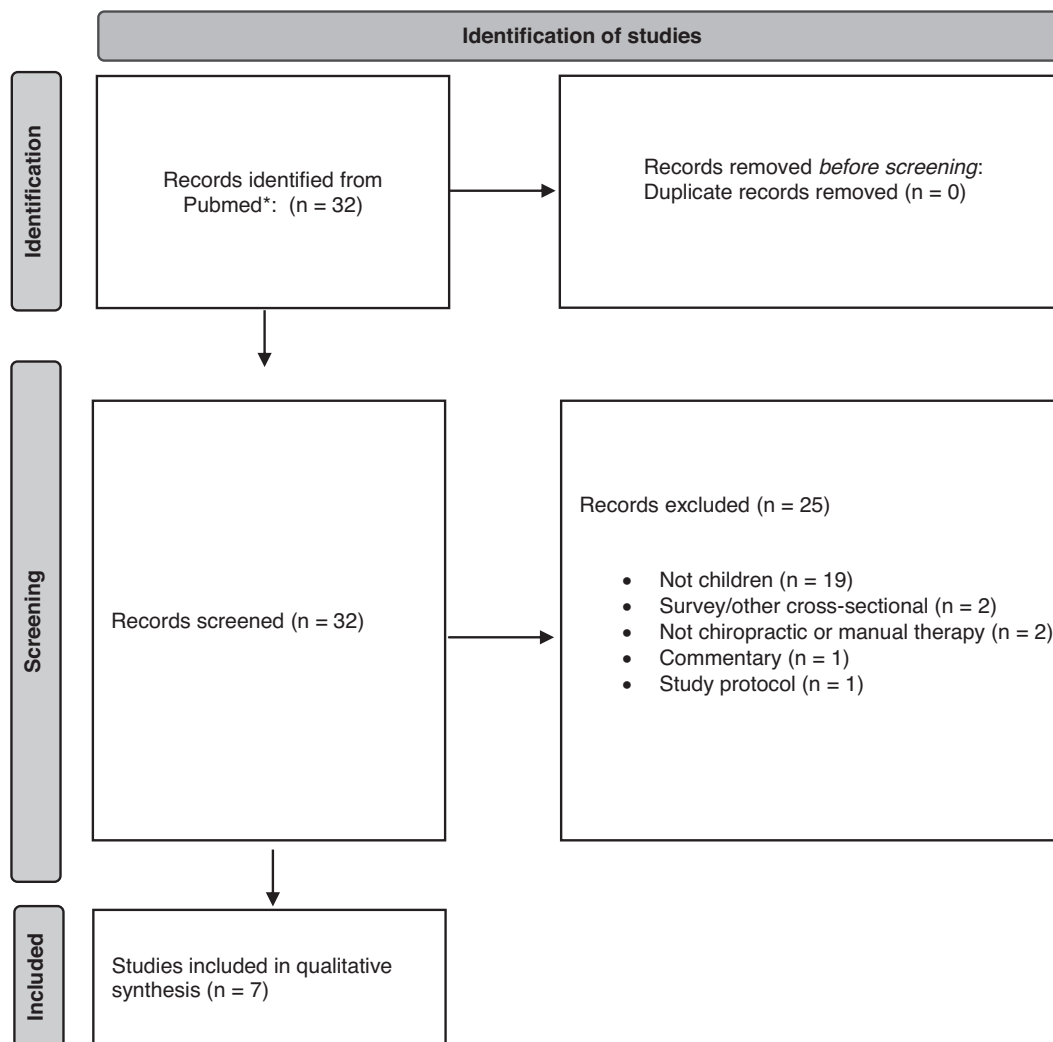 Identification of studies
Identification
Records identified from
Pubmed*: (n = 32)
Records removed before screening:
Duplicate records removed (n = 0)
Screening
Records screened (n = 32)
Records excluded (n = 25)
• Not children (n = 19)
• Survey/other cross-sectional (n = 2)
• Not chiropractic or manual therapy (n = 2)
• Commentary (n = 1)
• Study protocol (n = 1)
Included
Studies included in qualitative
synthesis (n = 7)